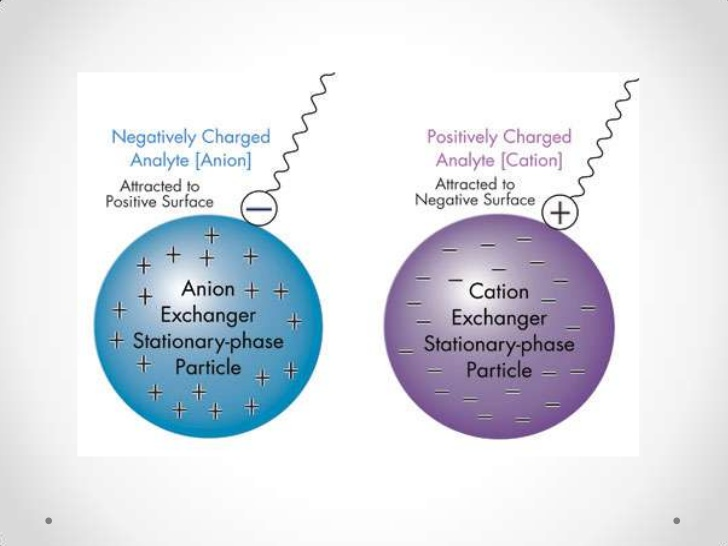 Negatively Charged
Analyte [Anion]
Attracted to
Positive Surface
Anion
Exchanger
Stationary-phase
Particle
Positively Charged
Analyte [Cation]
Attracted to
Negative Surface
Cation
Exchanger
Stationary-phase
Particle